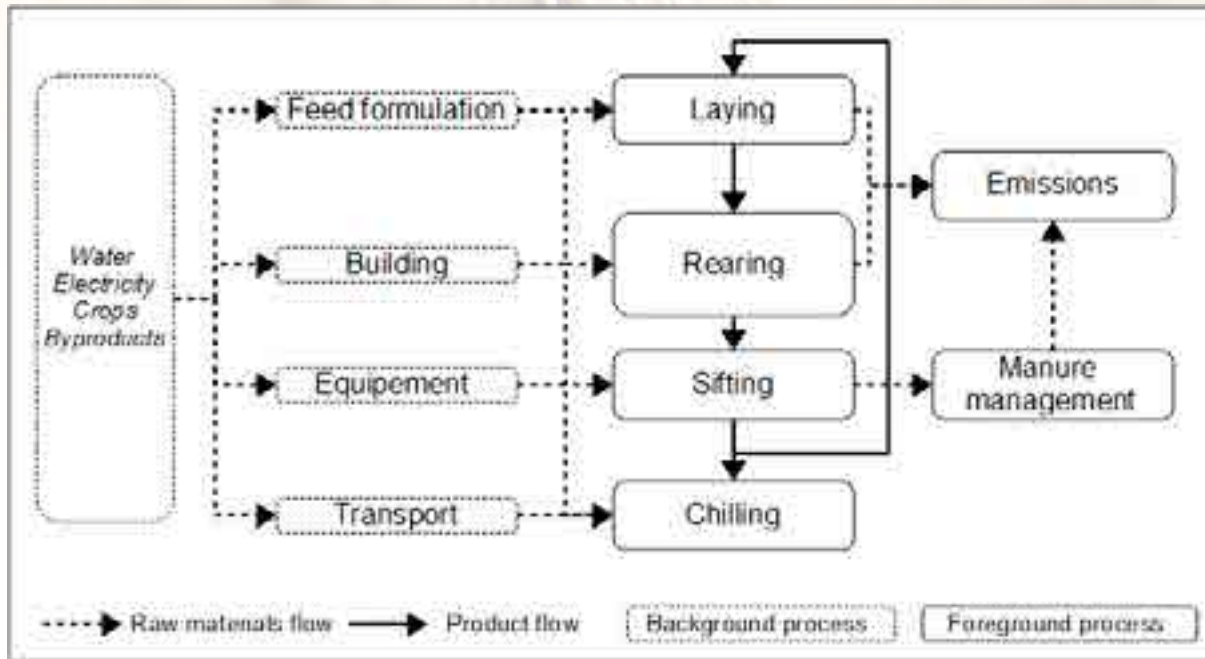 Water
Electricity
Crops
Byproducts
Feed formulation
Building
Equipement
Transport
Laying
Rearing
Sifting
Chilling
Emissions
Manure
management
Raw materials flow
Product flow
Background process
Foreground process